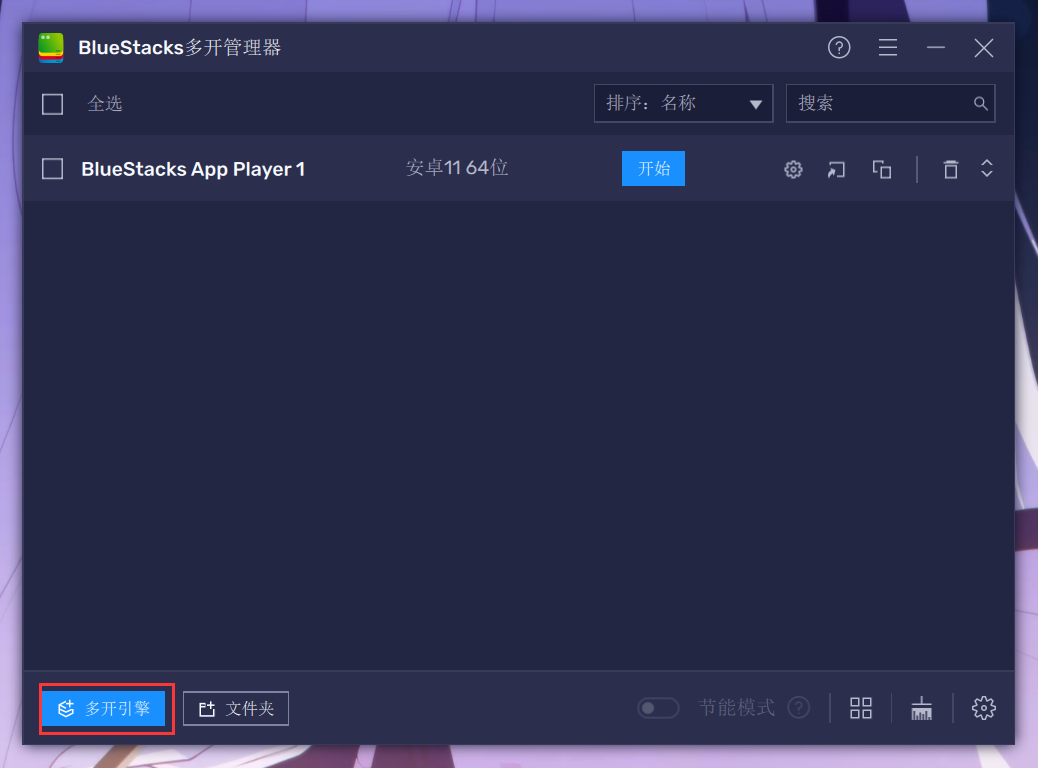 BlueStacks多开管理器
全选
排序：名称
搜索
BlueStacks App Player 1
安卓11 64位
开始
多开引擎
文件夹
节能模式